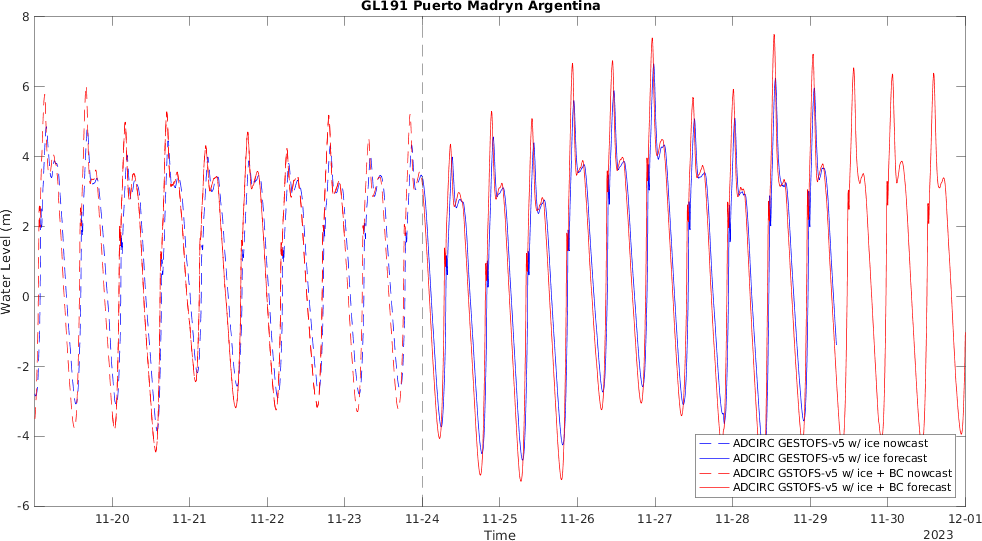 GL191 Puerto Madryn Argentina
8
6
4
2
0
-2
-4
-6
Water Level (m)
ADCIRC GESTOFS-v5 w/ ice nowcast
ADCIRC GESTOFS-v5 w/ ice forecast
ADCIRC GSTOFS-v5 w/ ice + BC nowcast
ADCIRC GSTOFS-v5 w/ ice + BC forecast
11-20 11-21 11-22 11-23 11-24 11-25 11-26 11-27 11-28 11-29 11-30 12-01
Time
2023